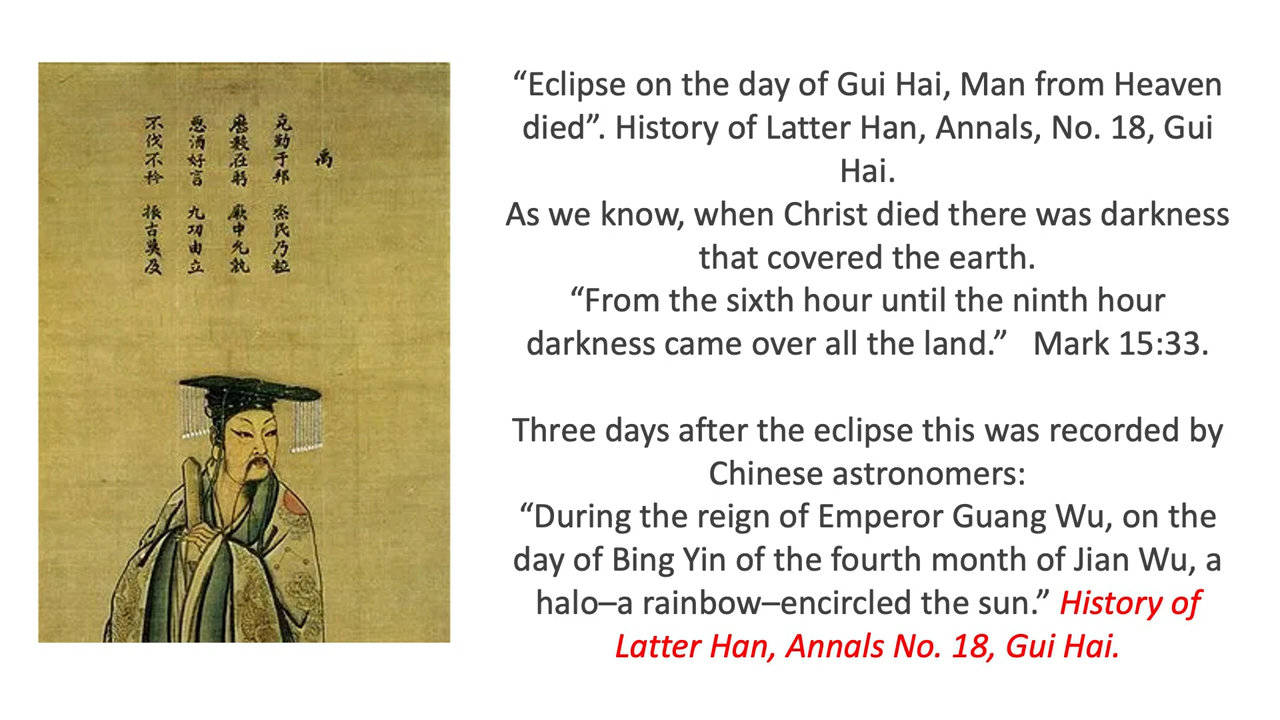 禹
克勤于邦 烝民乃粒
曆數在躬 厥中允執
惡酒好言 九功由立
不伐不矜 振古莫及
“Eclipse on the day of Gui Hai, Man from Heaven
died”. History of Latter Han, Annals, No. 18, Gui
Hai.
As we know, when Christ died there was darkness
that covered the earth.
“From the sixth hour until the ninth hour
darkness came over all the land.”   Mark 15:33.
Three days after the eclipse this was recorded by
Chinese astronomers:
“During the reign of Emperor Guang Wu, on the
day of Bing Yin of the fourth month of Jian Wu, a
halo–a rainbow–encircled the sun.” History of
Latter Han, Annals No. 18, Gui Hai.